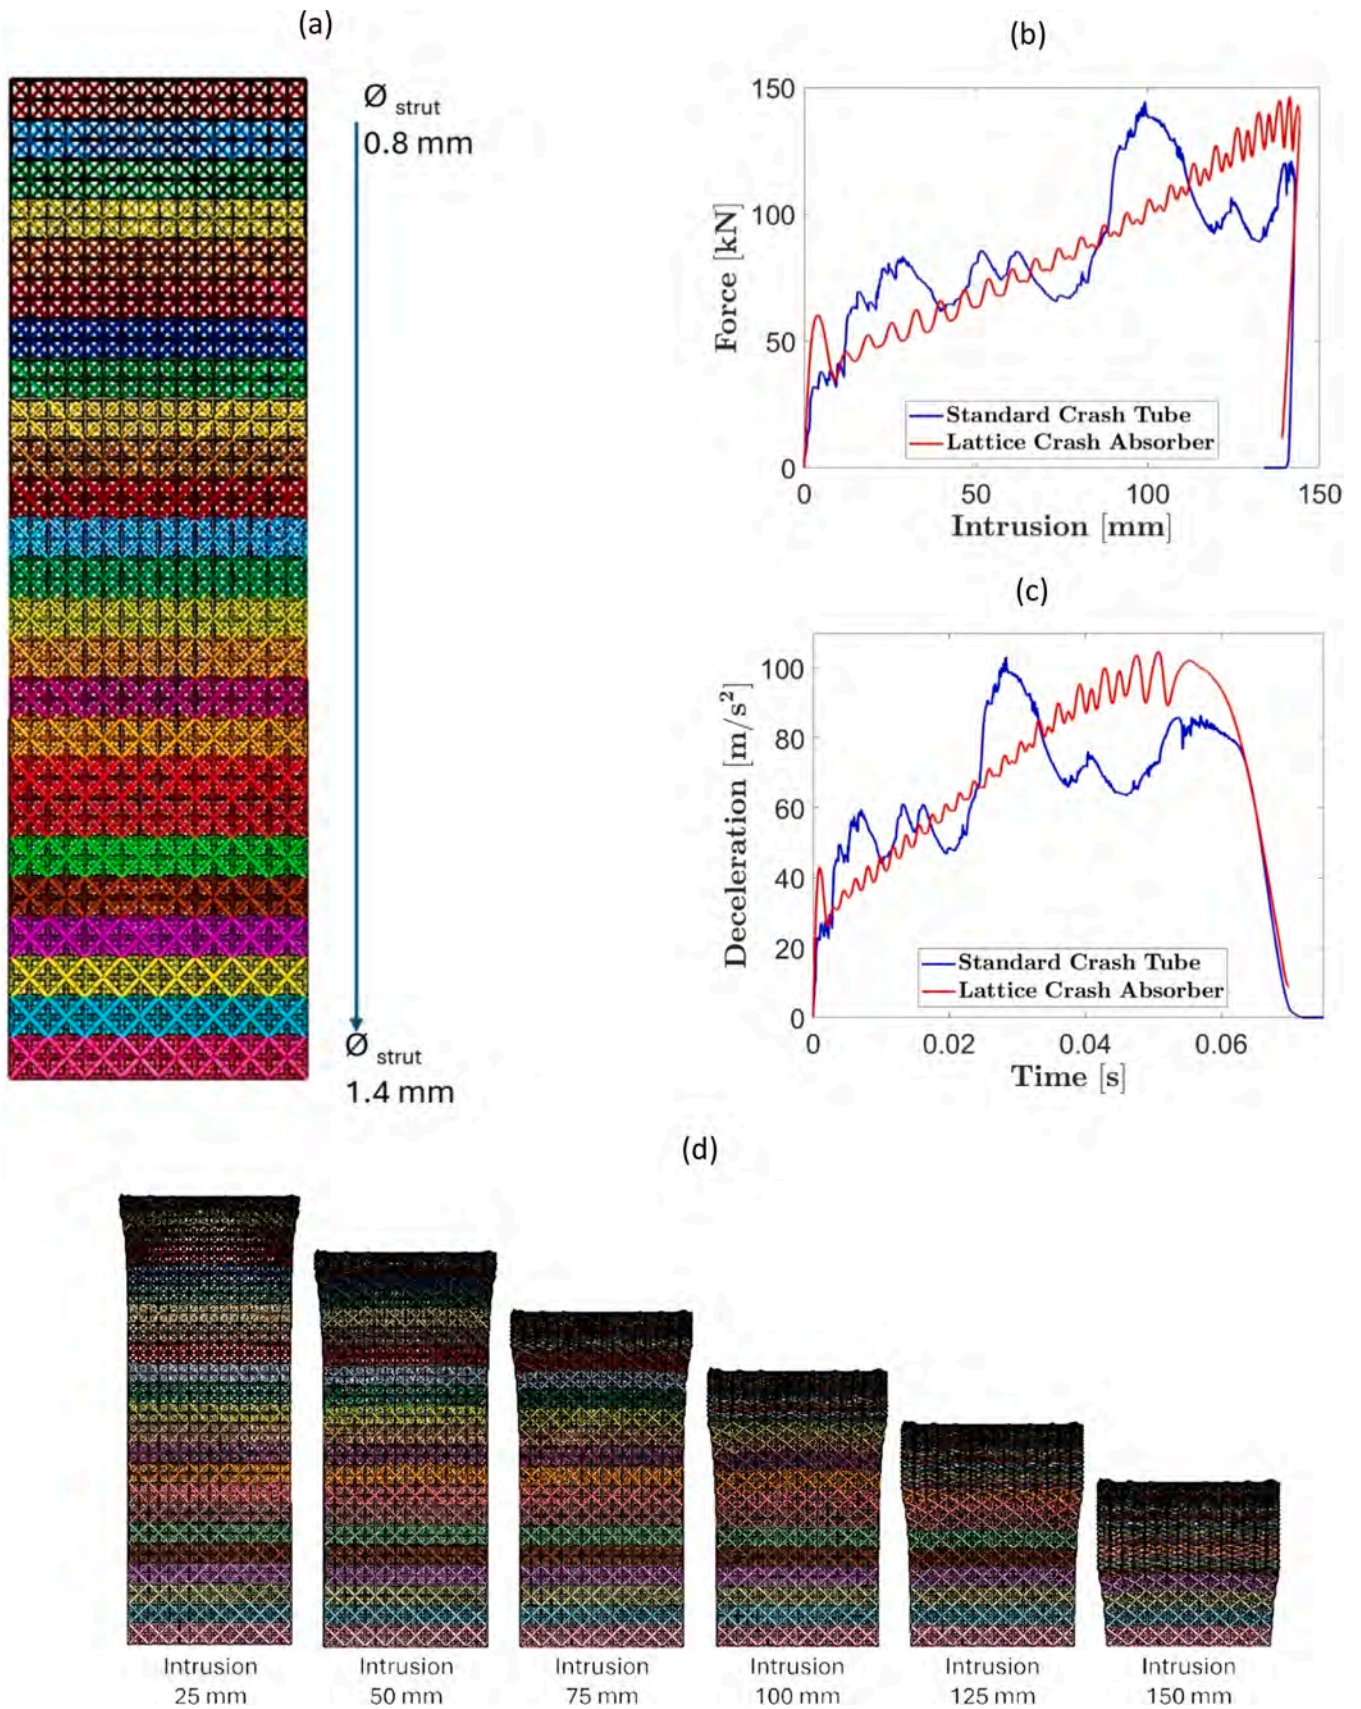 (a)
Ø strut
0.8 mm
Ø strut
1.4 mm
(b)
150
100
50
0
Force [kN]
Standard Crash Tube
Lattice Crash Absorber
0 50 100 150
Intrusion [mm]
(c)
100
80
60
40
20
0
Deceleration [m/s²]
Standard Crash Tube
Lattice Crash Absorber
0 0.02 0.04 0.06
Time [s]
(d)
Intrusion
25 mm
Intrusion
50 mm
Intrusion
75 mm
Intrusion
100 mm
Intrusion
125 mm
Intrusion
150 mm